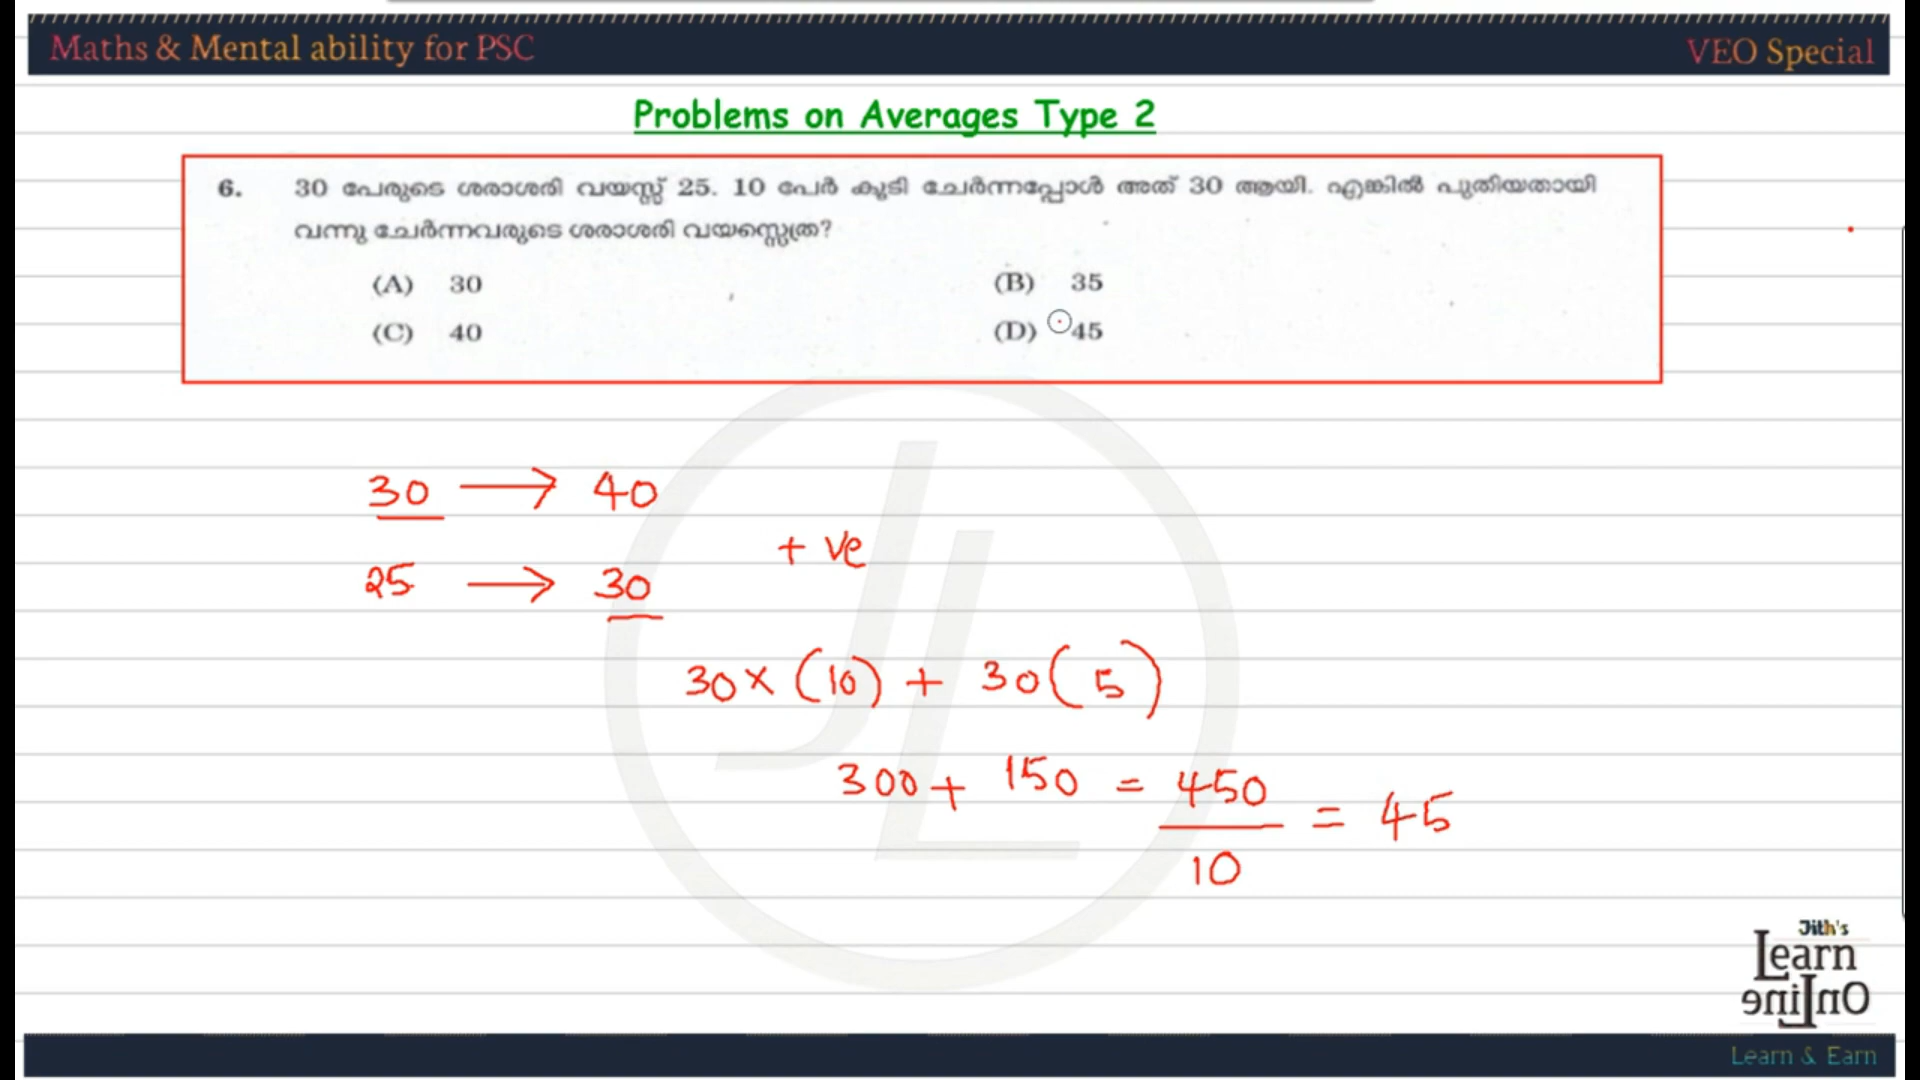 Maths & Mental ability for PSC
VEO Special
Problems on Averages Type 2
6. 30 പേരുടെ ശരാശരി വയസ്സ് 25. 10 പേർ കൂടി ചേർന്നപ്പോൾ അത് 30 ആയി. എങ്കിൽ പുതിയതായി
വന്നു ചേർന്നവരുടെ ശരാശരി വയസ്സെത്ര?
(A) 30 (B) 35
(C) 40 (D) 45
30 → 40
+ ve
25 → 30
30 × (10) + 30 (5)
300 + 150 = 450 = 45
10
Jith's
Learn
OnLine
Learn & Earn